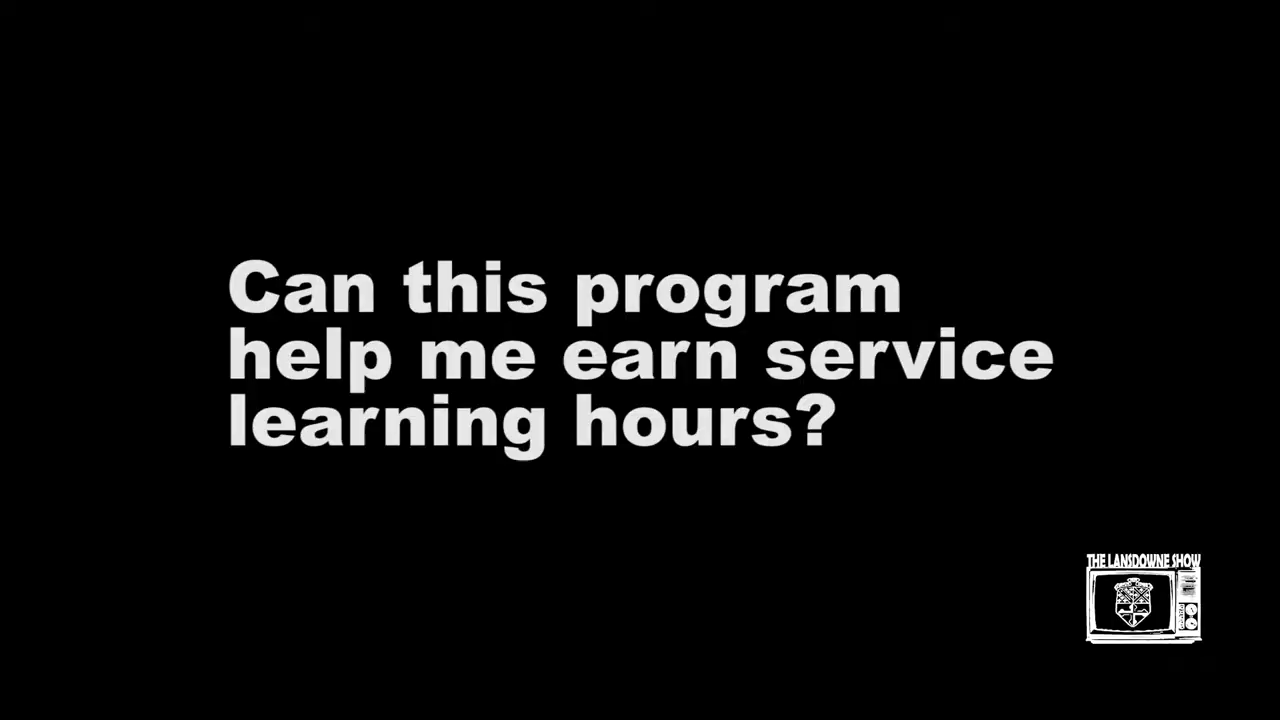 Can this program
help me earn service
learning hours?
THE LANSDOWNE SHOW